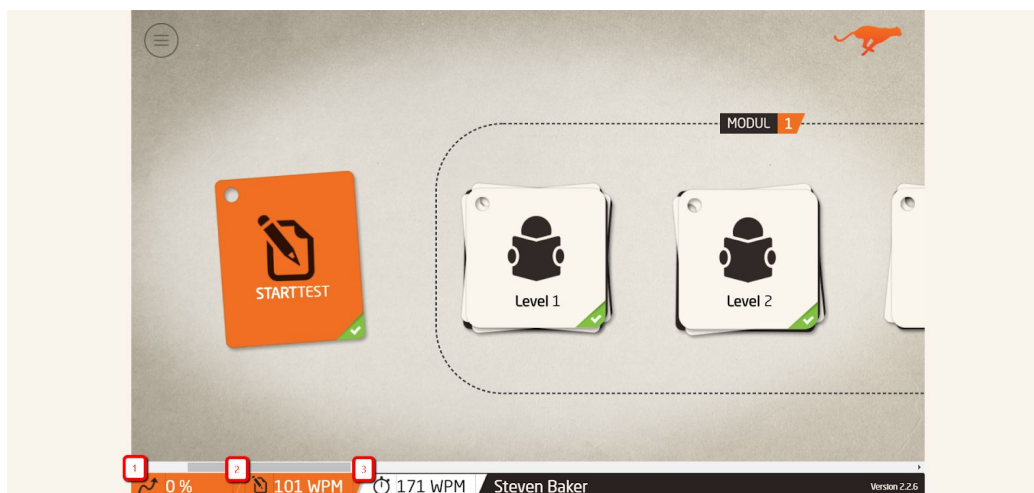 MODUL 1
STARTTEST
Level 1
Level 2
1
2
3
0 %
101 WPM
171 WPM
Steven Baker
Version 2.2.6